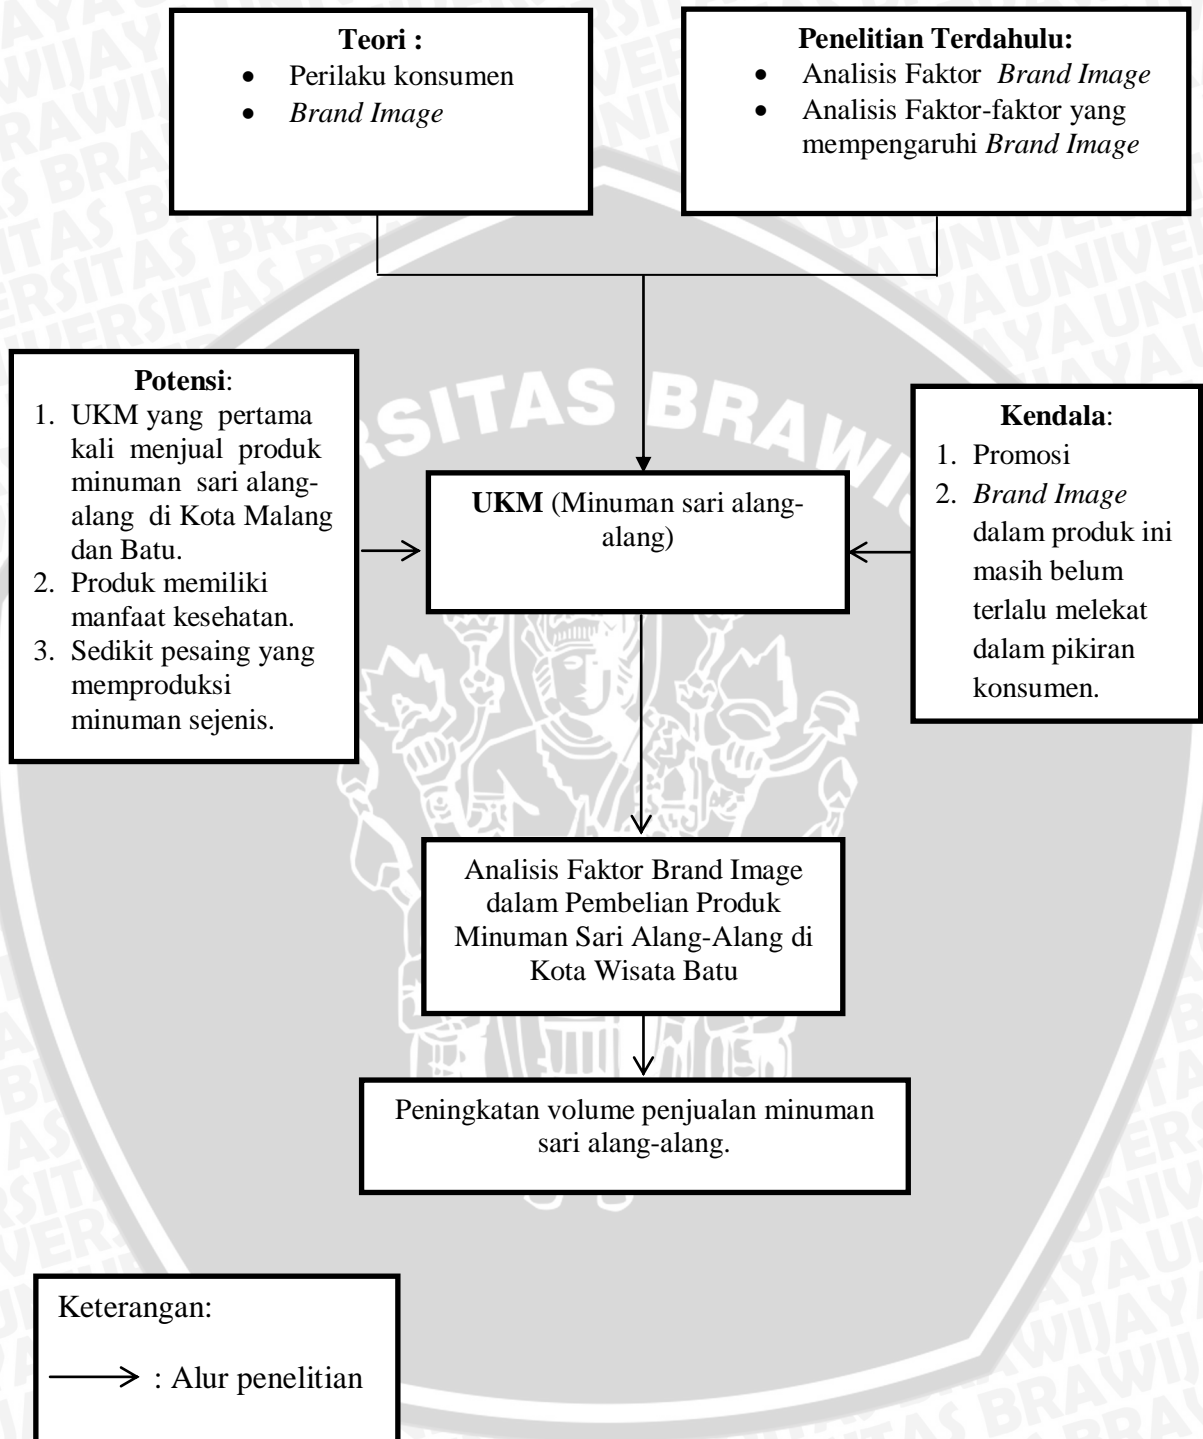 Teori :
• Perilaku konsumen
• Brand Image
Penelitian Terdahulu:
• Analisis Faktor Brand Image
• Analisis Faktor-faktor yang
mempengaruhi Brand Image
Potensi:
1. UKM yang pertama
kali menjual produk
minuman sari alang-
alang di Kota Malang
dan Batu.
2. Produk memiliki
manfaat kesehatan.
3. Sedikit pesaing yang
memproduksi
minuman sejenis.
UKM (Minuman sari alang-
alang)
Kendala:
1. Promosi
2. Brand Image
dalam produk ini
masih belum
terlalu melekat
dalam pikiran
konsumen.
Analisis Faktor Brand Image
dalam Pembelian Produk
Minuman Sari Alang-Alang di
Kota Wisata Batu
Peningkatan volume penjualan minuman
sari alang-alang.
Keterangan:
: Alur penelitian